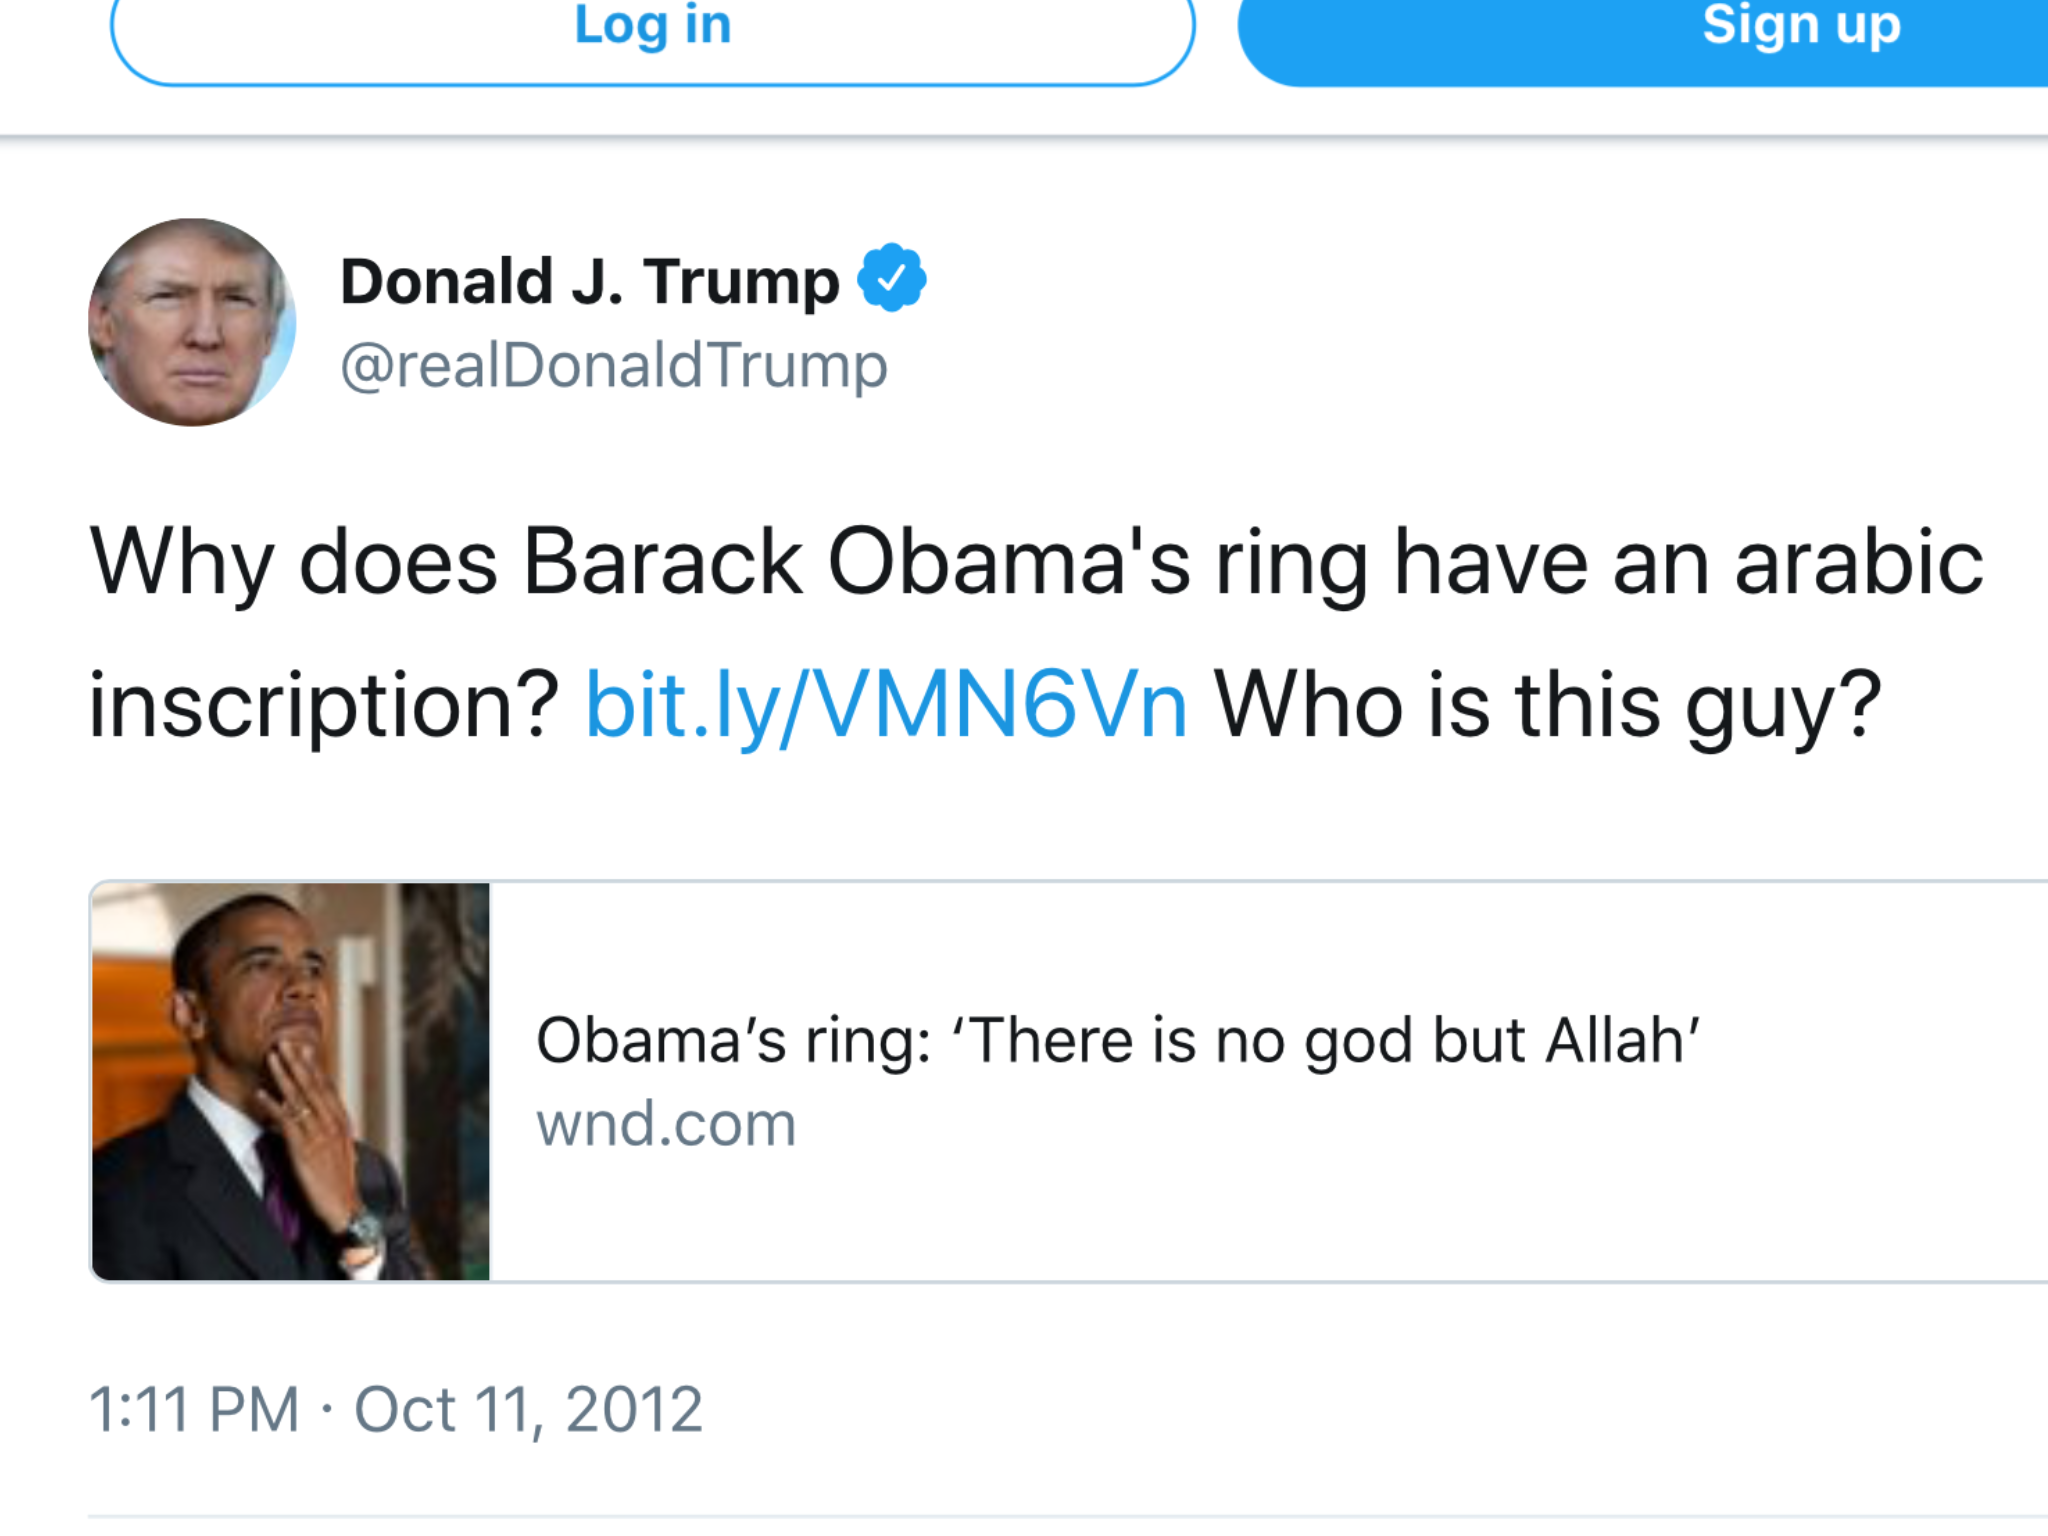 Log in
Sign up
Donald J. Trump
@realDonaldTrump
Why does Barack Obama's ring have an arabic
inscription? bit.ly/VMN6Vn Who is this guy?
Obama’s ring: ‘There is no god but Allah’
wnd.com
1:11 PM · Oct 11, 2012